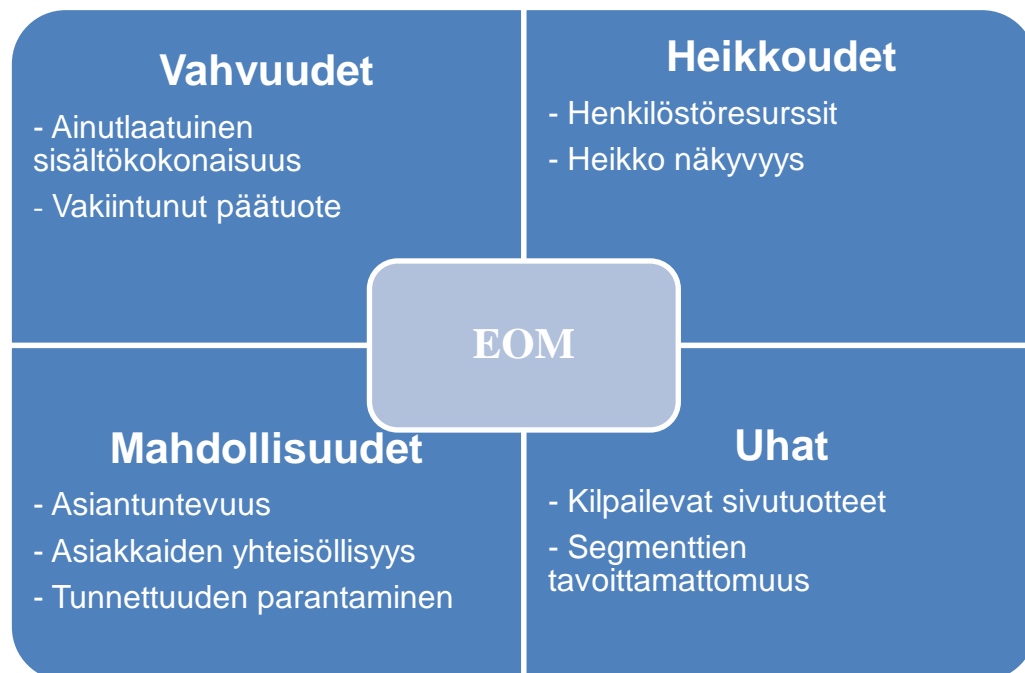 Vahvuudet
- Ainutlaatuinen
sisältökokonaisuus
- Vakiintunut päätuote
Heikkoudet
- Henkilöstöresurssit
- Heikko näkyvyys
EOM
Mahdollisuudet
- Asiantuntevuus
- Asiakkaiden yhteisöllisyys
- Tunnettuuden parantaminen
Uhat
- Kilpailevat sivutuotteet
- Segmenttien
tavoittamattomuus